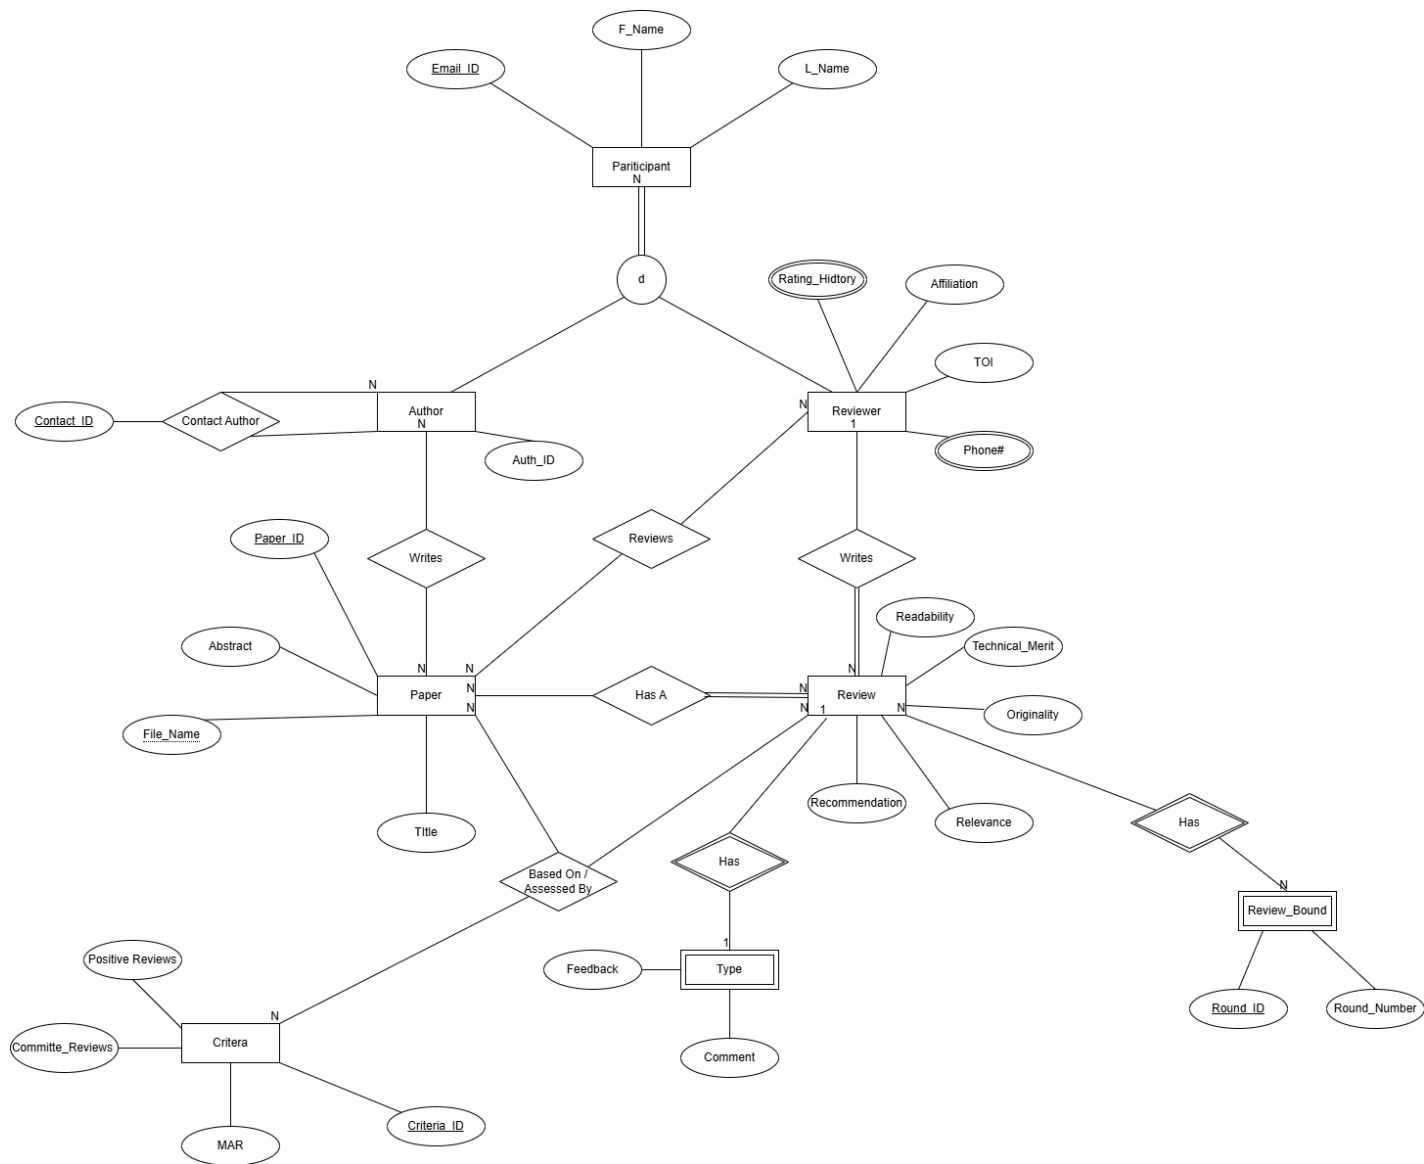 F_Name
Email_ID
L_Name
Pariticipant
N
d
Rating_Hidtory
Affiliation
TOI
N
Author
N
Contact_ID
Contact Author
Auth_ID
N
Reviewer
1
Phone#
Paper_ID
Writes
Reviews
Writes
Readability
Abstract
Technical_Merit
N
N
N
Paper
N
N
Has A
N
N
Review
1
N
Originality
File_Name
TItle
Recommendation
Relevance
Has
Has
Based On /
Assessed By
N
Review_Bound
1
Positive Reviews
Feedback
Type
Round_ID
Round_Number
N
Committe_Reviews
Critera
Comment
MAR
Criteria_ID